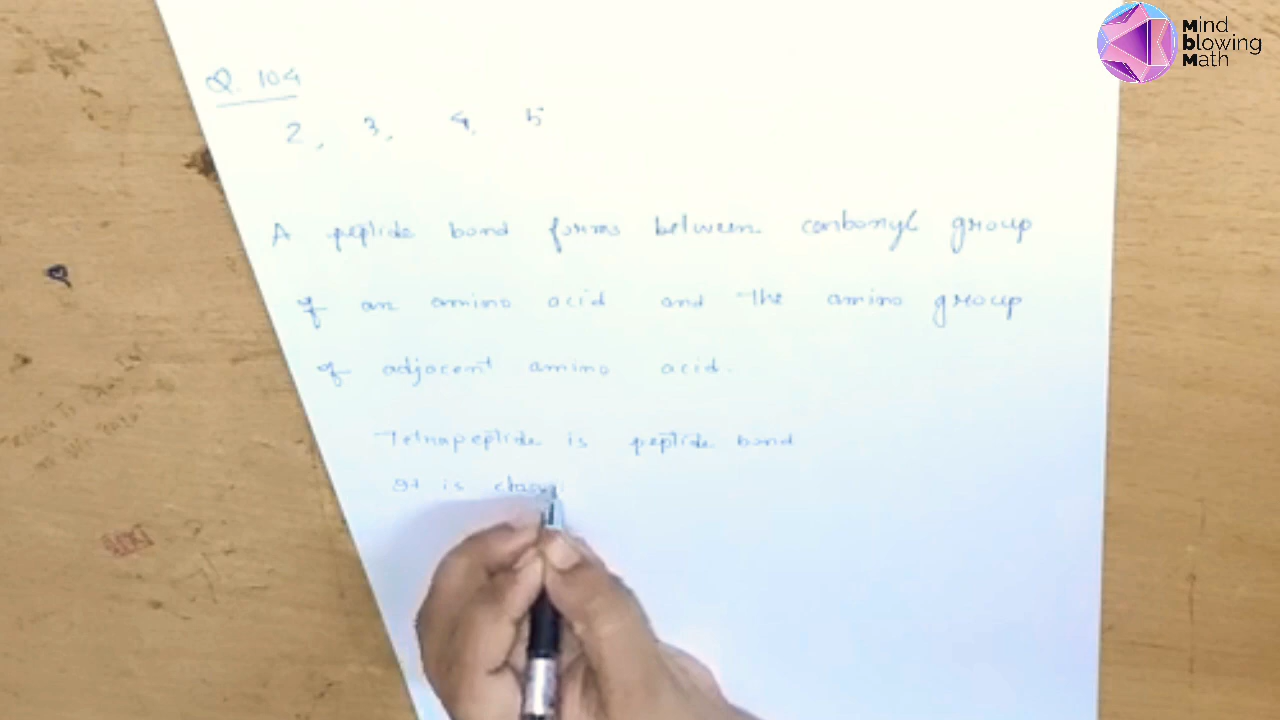 Mind
blowing
Math
Q. 104
2, 3, 4, 5
A peptide bond forms between carbonyl group
of an amino acid and the amino group
of adjacent amino acid.
Tetrapeptide is peptide bond
It is